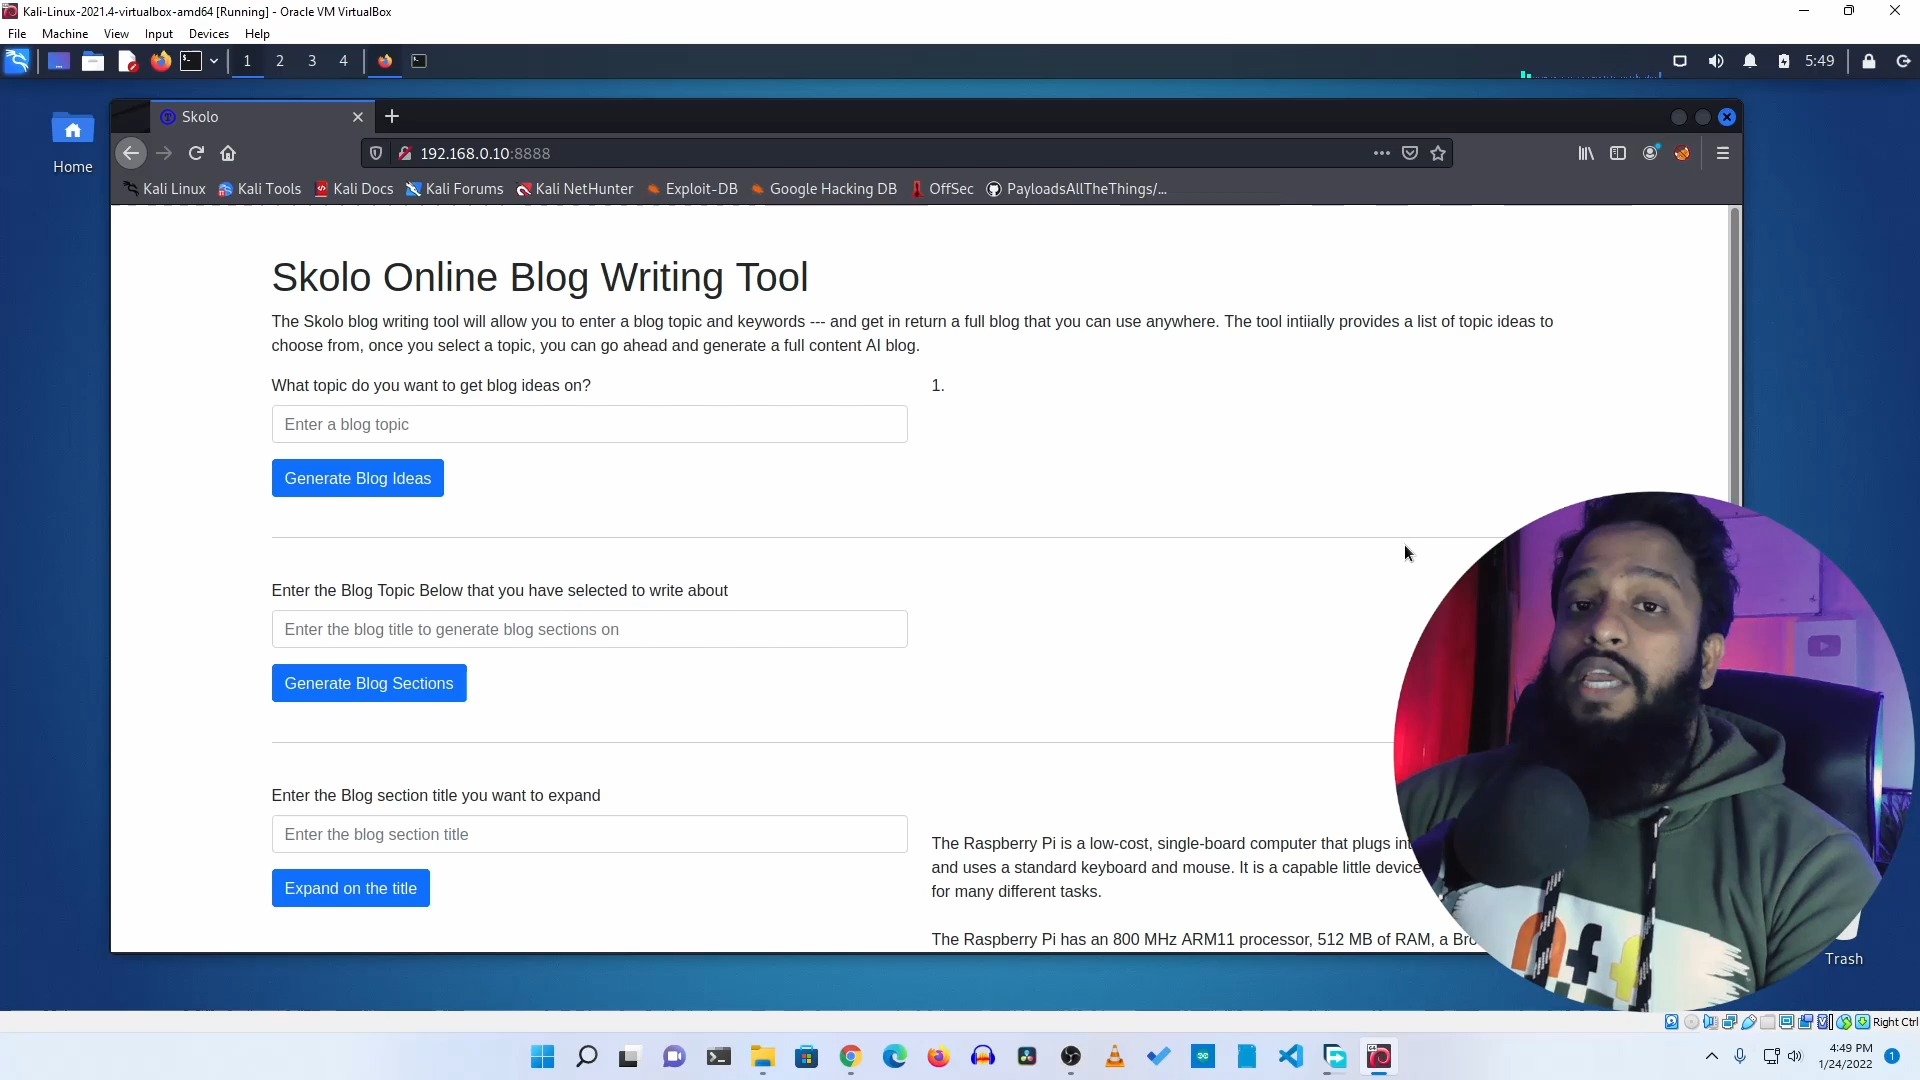 Kali-Linux-2021.4-virtualbox-amd64 [Running] - Oracle VM VirtualBox
File Machine View Input Devices Help
1 2 3 4
5:49
Skolo
Home
192.168.0.10:8888
Kali Linux Kali Tools Kali Docs Kali Forums Kali NetHunter Exploit-DB Google Hacking DB OffSec PayloadsAllTheThings/...
Skolo Online Blog Writing Tool
The Skolo blog writing tool will allow you to enter a blog topic and keywords --- and get in return a full blog that you can use anywhere. The tool intiially provides a list of topic ideas to
choose from, once you select a topic, you can go ahead and generate a full content AI blog.
What topic do you want to get blog ideas on?
1.
Enter a blog topic
Generate Blog Ideas
Enter the Blog Topic Below that you have selected to write about
Enter the blog title to generate blog sections on
Generate Blog Sections
Enter the Blog section title you want to expand
Enter the blog section title
Expand on the title
The Raspberry Pi is a low-cost, single-board computer that plugs
and uses a standard keyboard and mouse. It is a capable little device
for many different tasks.
The Raspberry Pi has an 800 MHz ARM11 processor, 512 MB of RAM, a
Trash
Right Ctrl
4:49 PM
1/24/2022
1